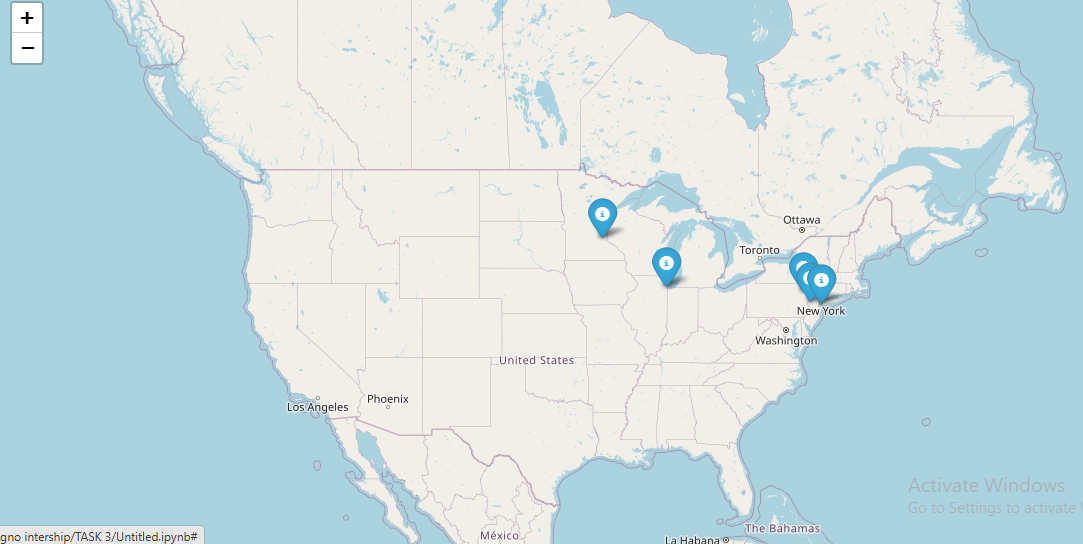 +
−
Ottawa
Toronto
New York
Washington
United States
Phoenix
Los Angeles
Activate Windows
Go to Settings to activate
gno intership/TASK 3/Untitled.ipynb#
México
The Bahamas
La Habana